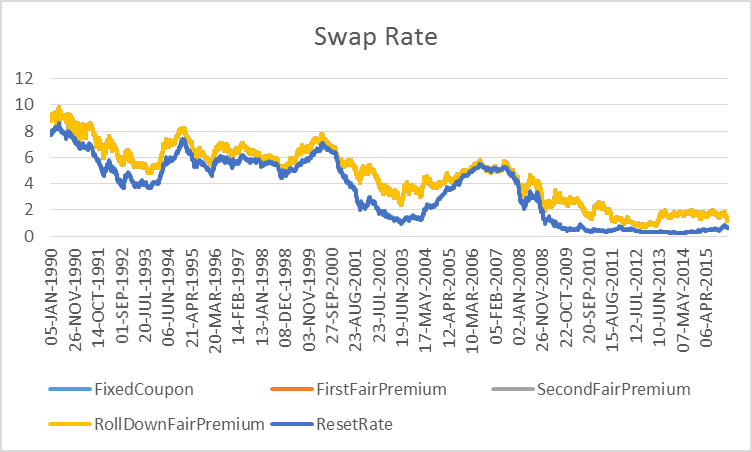 Swap Rate
12
10
8
6
4
2
0
05-JAN-1990
26-NOV-1990
14-OCT-1991
01-SEP-1992
20-JUL-1993
06-JUN-1994
21-APR-1995
20-MAR-1996
14-FEB-1997
13-JAN-1998
08-DEC-1998
03-NOV-1999
27-SEP-2000
23-AUG-2001
23-JUL-2002
19-JUN-2003
17-MAY-2004
12-APR-2005
10-MAR-2006
05-FEB-2007
02-JAN-2008
26-NOV-2008
22-OCT-2009
20-SEP-2010
15-AUG-2011
12-JUL-2012
10-JUN-2013
07-MAY-2014
06-APR-2015
FixedCoupon
FirstFairPremium
SecondFairPremium
RollDownFairPremium
ResetRate